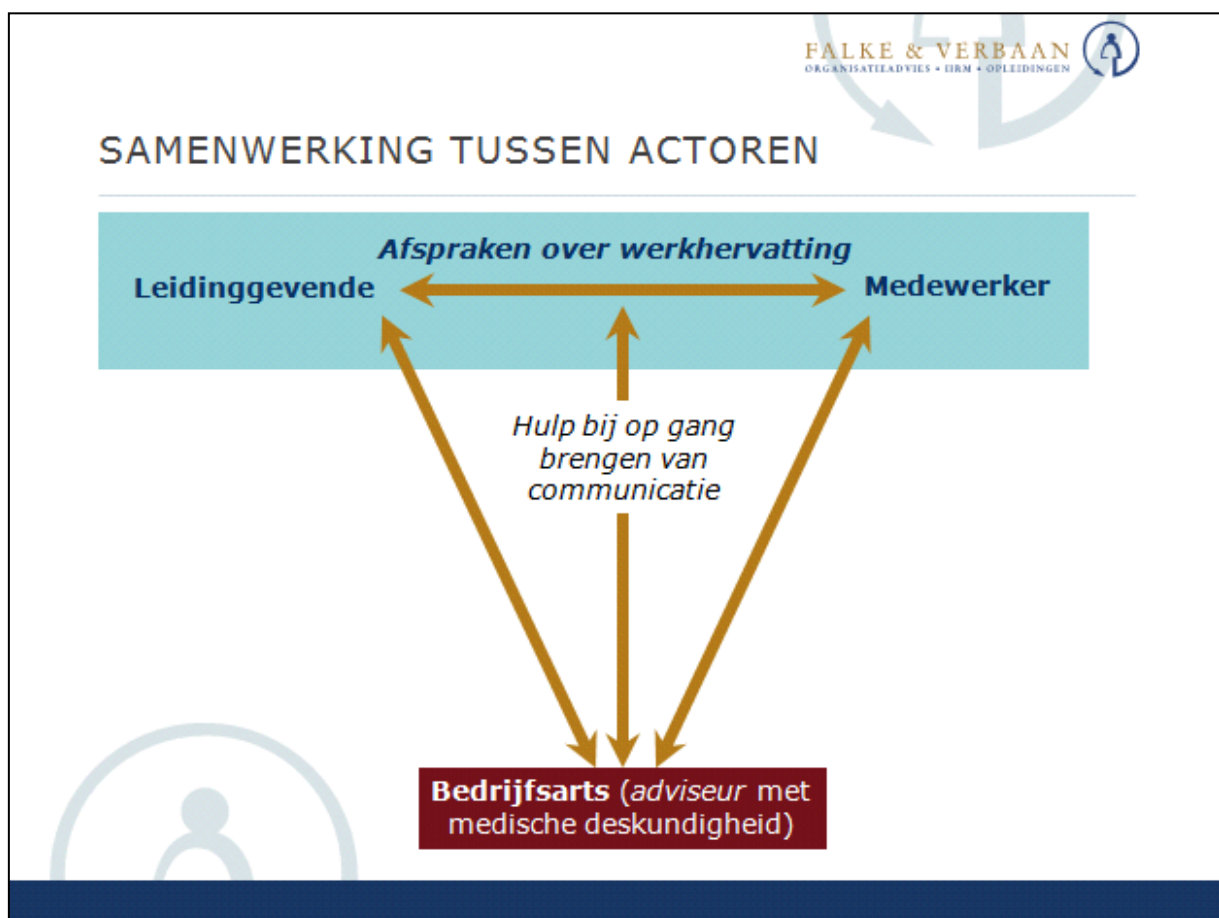 FALKE & VERBAAN
ORGANISATIEADVIES • HRM • OPLEIDINGEN
SAMENWERKING TUSSEN ACTOREN
Afspraken over werkhervatting
Leidinggevende
Medewerker
Hulp bij op gang
brengen van
communicatie
Bedrijfsarts (adviseur met
medische deskundigheid)